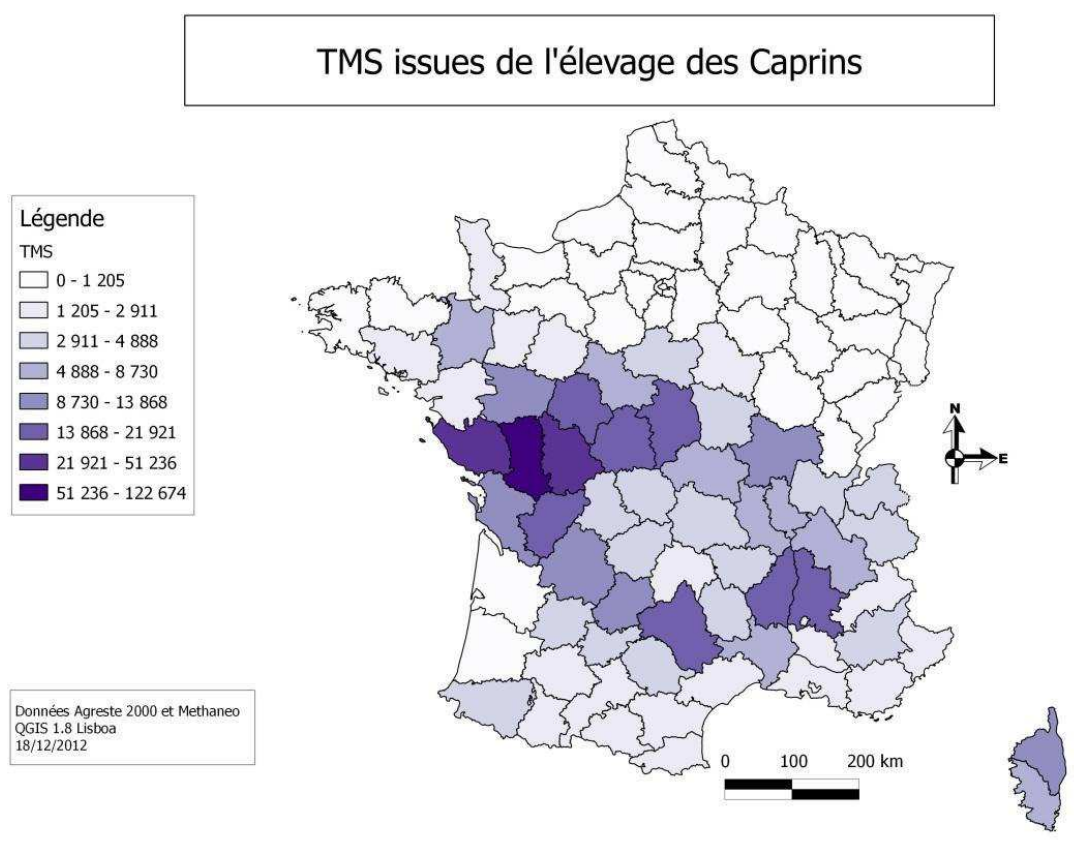 TMS issues de l'élevage des Caprins
Légende
TMS
0 - 1 205
1 205 - 2 911
2 911 - 4 888
4 888 - 8 730
8 730 - 13 868
13 868 - 21 921
21 921 - 51 236
51 236 - 122 674
N
E
Données Agreste 2000 et Methaneo
QGIS 1.8 Lisboa
18/12/2012
0 100 200 km